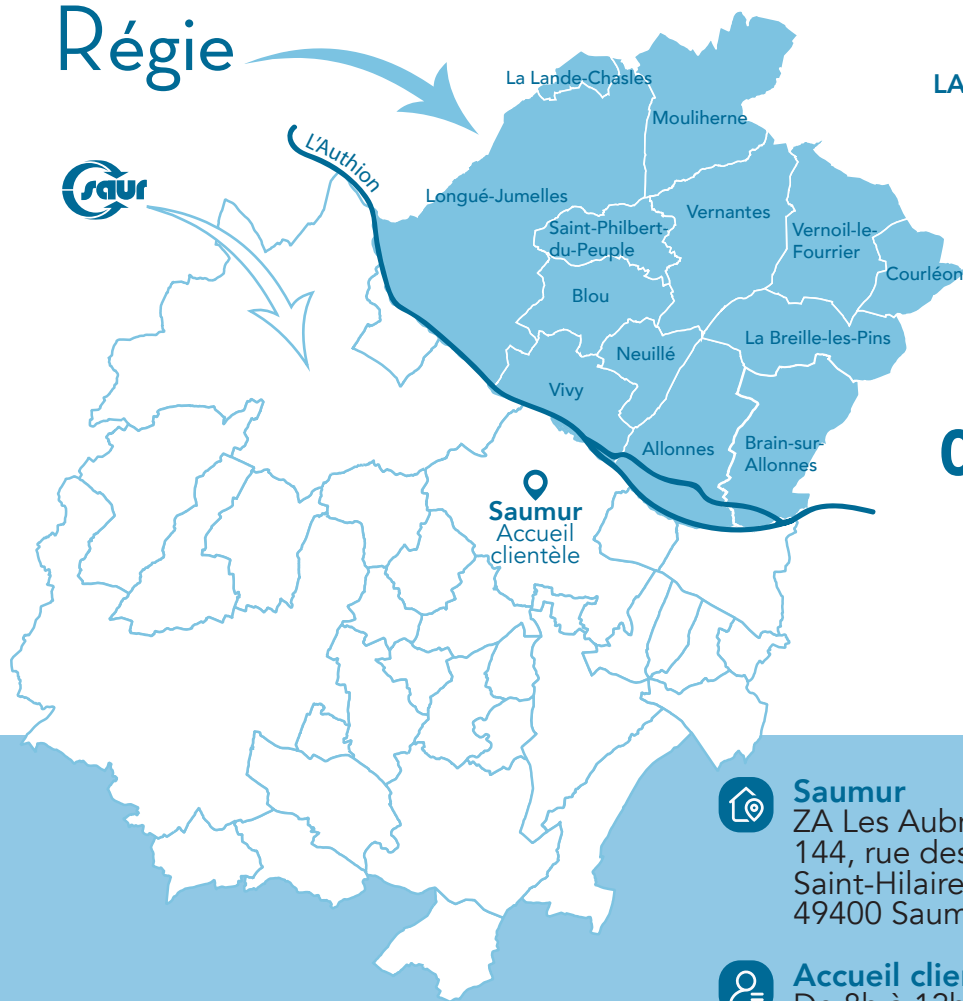 Régie
LA
La Lande-Chasles
Mouliherne
L'Authion
saur
Longué-Jumelles
Vernantes
Saint-Philbert-
du-Peuple
Vernoil-le-
Fourrier
Courléon
Blou
La Breille-les-Pins
Neuillé
Vivy
Allonnes
Brain-sur-
Allonnes
0
Saumur
Accueil
clientèle
Saumur
ZA Les Aubr
144, rue des
Saint-Hilaire
49400 Saum
Accueil clien